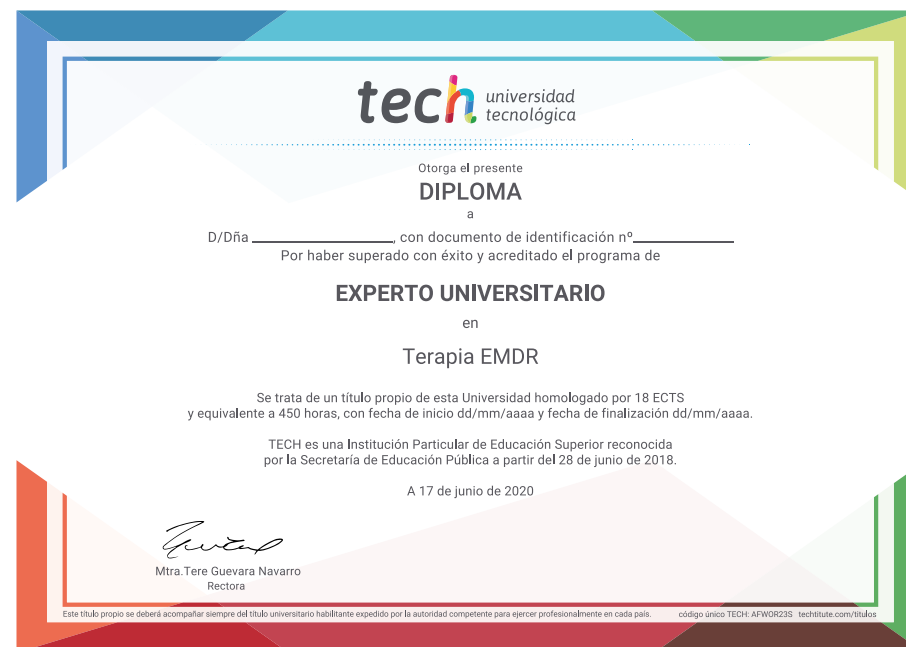 tech universidad
tecnológica
Otorga el presente
DIPLOMA
a
D/Dña ____________________, con documento de identificación nº______________
Por haber superado con éxito y acreditado el programa de
EXPERTO UNIVERSITARIO
en
Terapia EMDR
Se trata de un título propio de esta Universidad homologado por 18 ECTS
y equivalente a 450 horas, con fecha de inicio dd/mm/aaaa y fecha de finalización dd/mm/aaaa.
TECH es una Institución Particular de Educación Superior reconocida
por la Secretaría de Educación Pública a partir del 28 de junio de 2018.
A 17 de junio de 2020
Mtra.Tere Guevara Navarro
Rectora
Este título propio se deberá acompañar siempre del título universitario habilitante expedido por la autoridad competente para ejercer profesionalmente en cada país. código único TECH: AFWOR23S techtitute.com/titulos